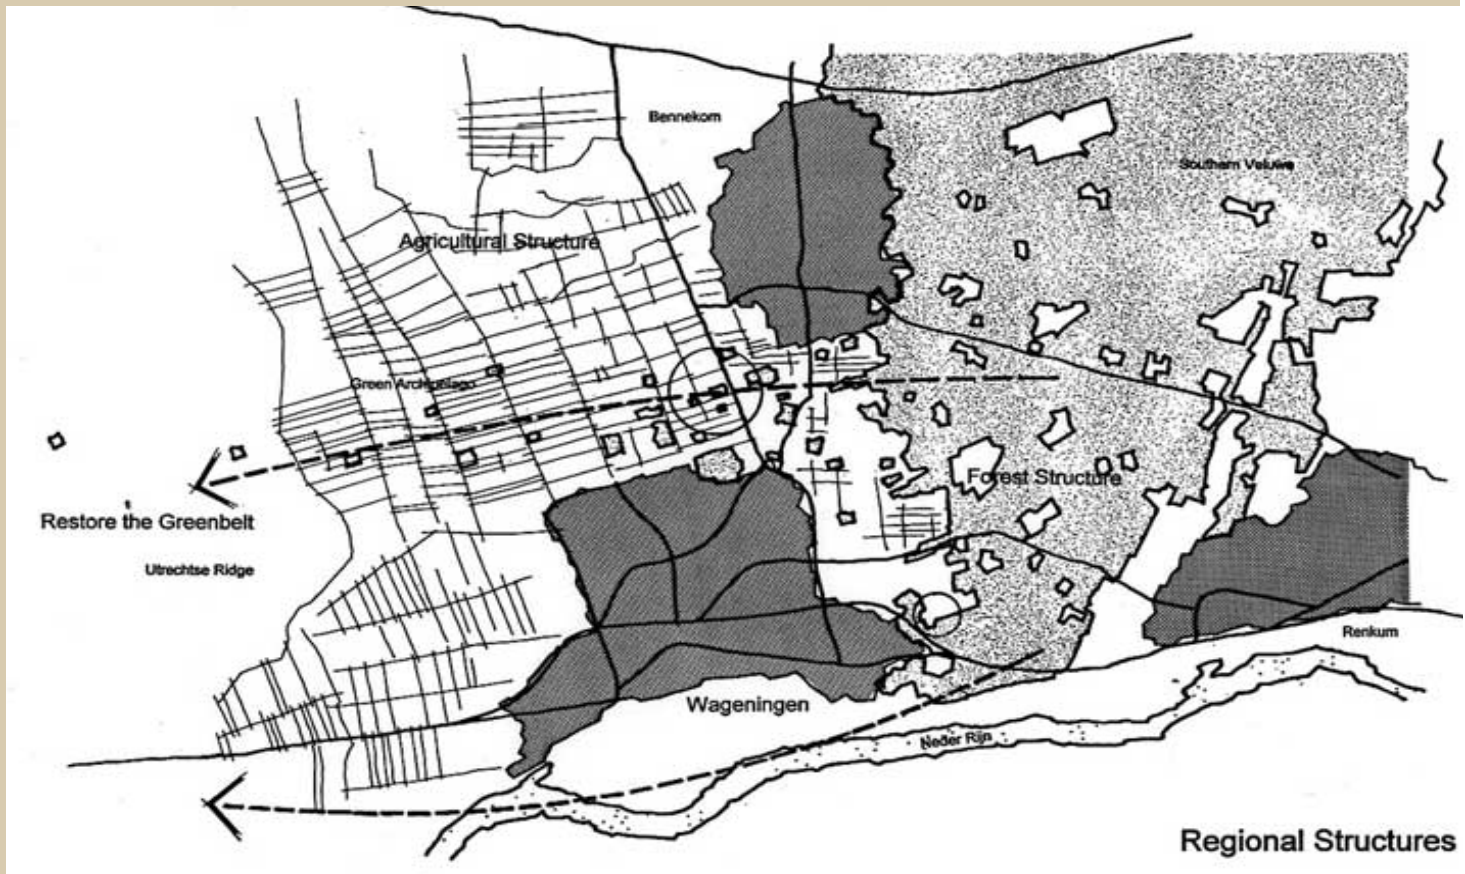 Bennekom
Southern Veluwe
Agricultural Structure
Green Archipelago
Forest Structure
Restore the Greenbelt
Utrechtse Ridge
Renkum
Wageningen
Neder Rijn
Regional Structures